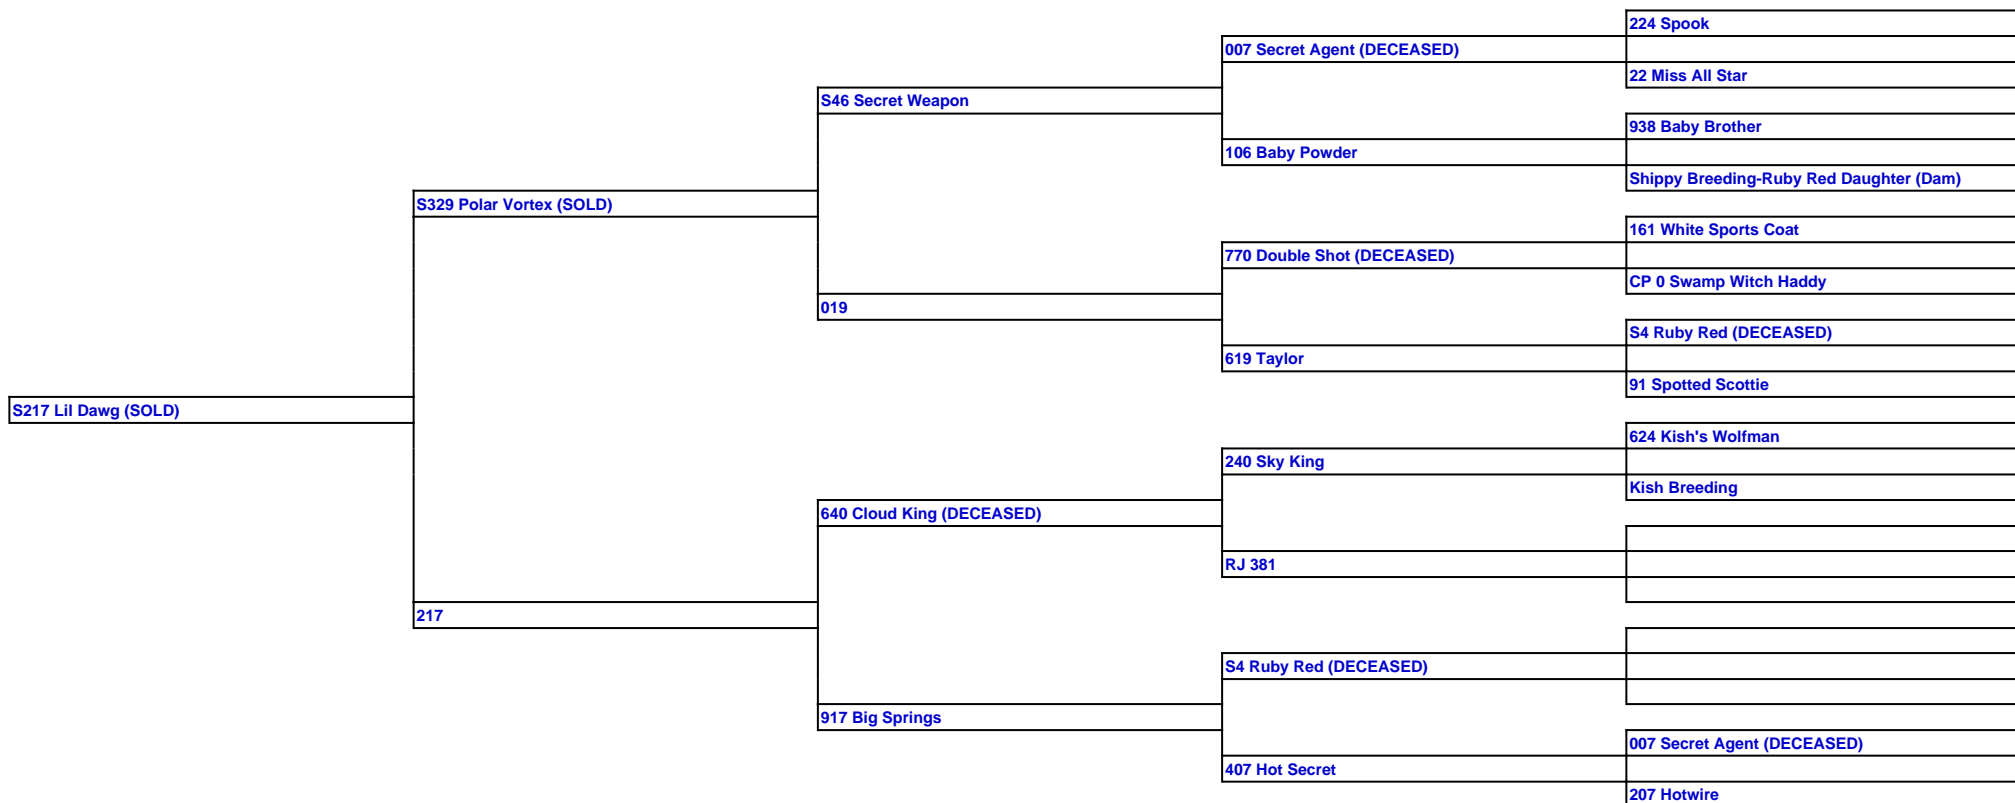 224 Spook
007 Secret Agent (DECEASED)
22 Miss All Star
S46 Secret Weapon
938 Baby Brother
106 Baby Powder
Shippy Breeding-Ruby Red Daughter (Dam)
S329 Polar Vortex (SOLD)
161 White Sports Coat
770 Double Shot (DECEASED)
CP 0 Swamp Witch Haddy
019
S4 Ruby Red (DECEASED)
619 Taylor
91 Spotted Scottie
S217 Lil Dawg (SOLD)
624 Kish's Wolfman
240 Sky King
Kish Breeding
640 Cloud King (DECEASED)
RJ 381
217
S4 Ruby Red (DECEASED)
917 Big Springs
007 Secret Agent (DECEASED)
407 Hot Secret
207 Hotwire